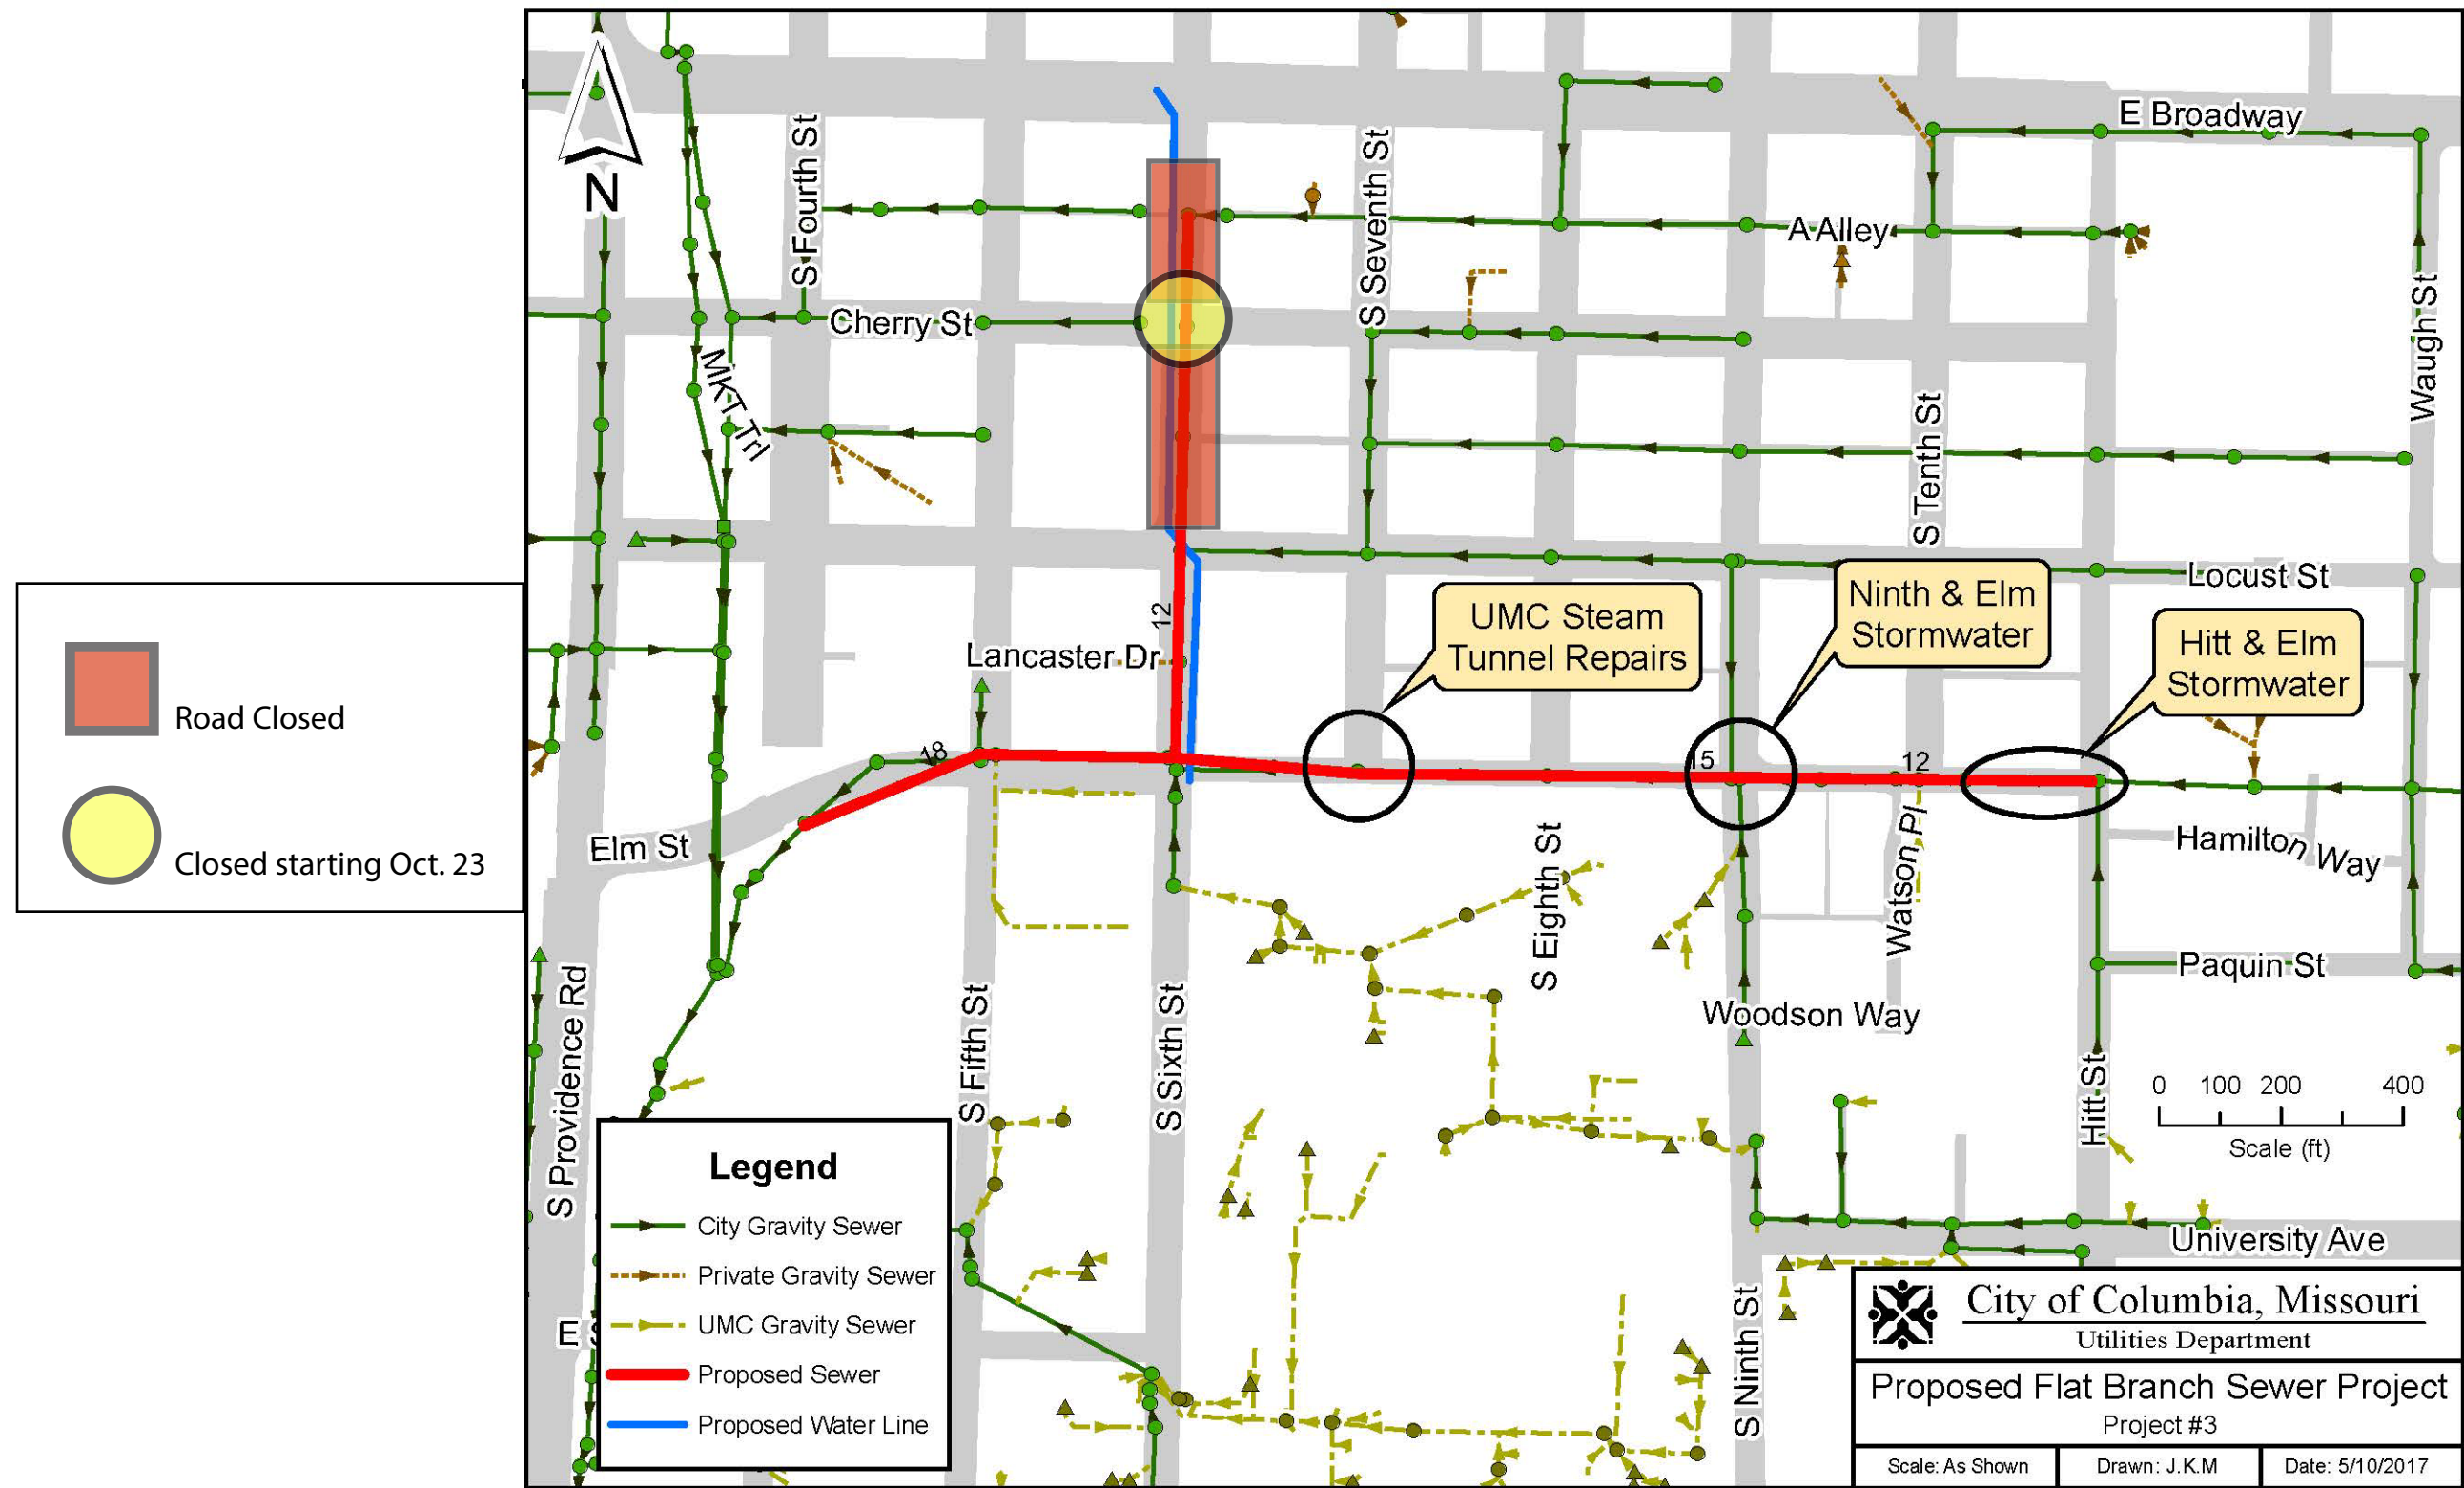 Road Closed
Closed starting Oct. 23
N
E Broadway
S Fourth St
S Seventh St
A Alley
Cherry St
Waugh St
MKT Trl
S Tenth St
Locust St
UMC Steam
Tunnel Repairs
Ninth & Elm
Stormwater
Hitt & Elm
Stormwater
12
Lancaster Dr
18
15
12
Elm St
Hamilton Way
S Eighth St
Watson Pl
Paquin St
Woodson Way
S Providence Rd
S Fifth St
S Sixth St
Hitt St
0 100 200 400
Scale (ft)
University Ave
S Ninth St
Legend
City Gravity Sewer
Private Gravity Sewer
UMC Gravity Sewer
Proposed Sewer
Proposed Water Line
City of Columbia, Missouri
Utilities Department
Proposed Flat Branch Sewer Project
Project #3
Scale: As Shown
Drawn: J.K.M
Date: 5/10/2017